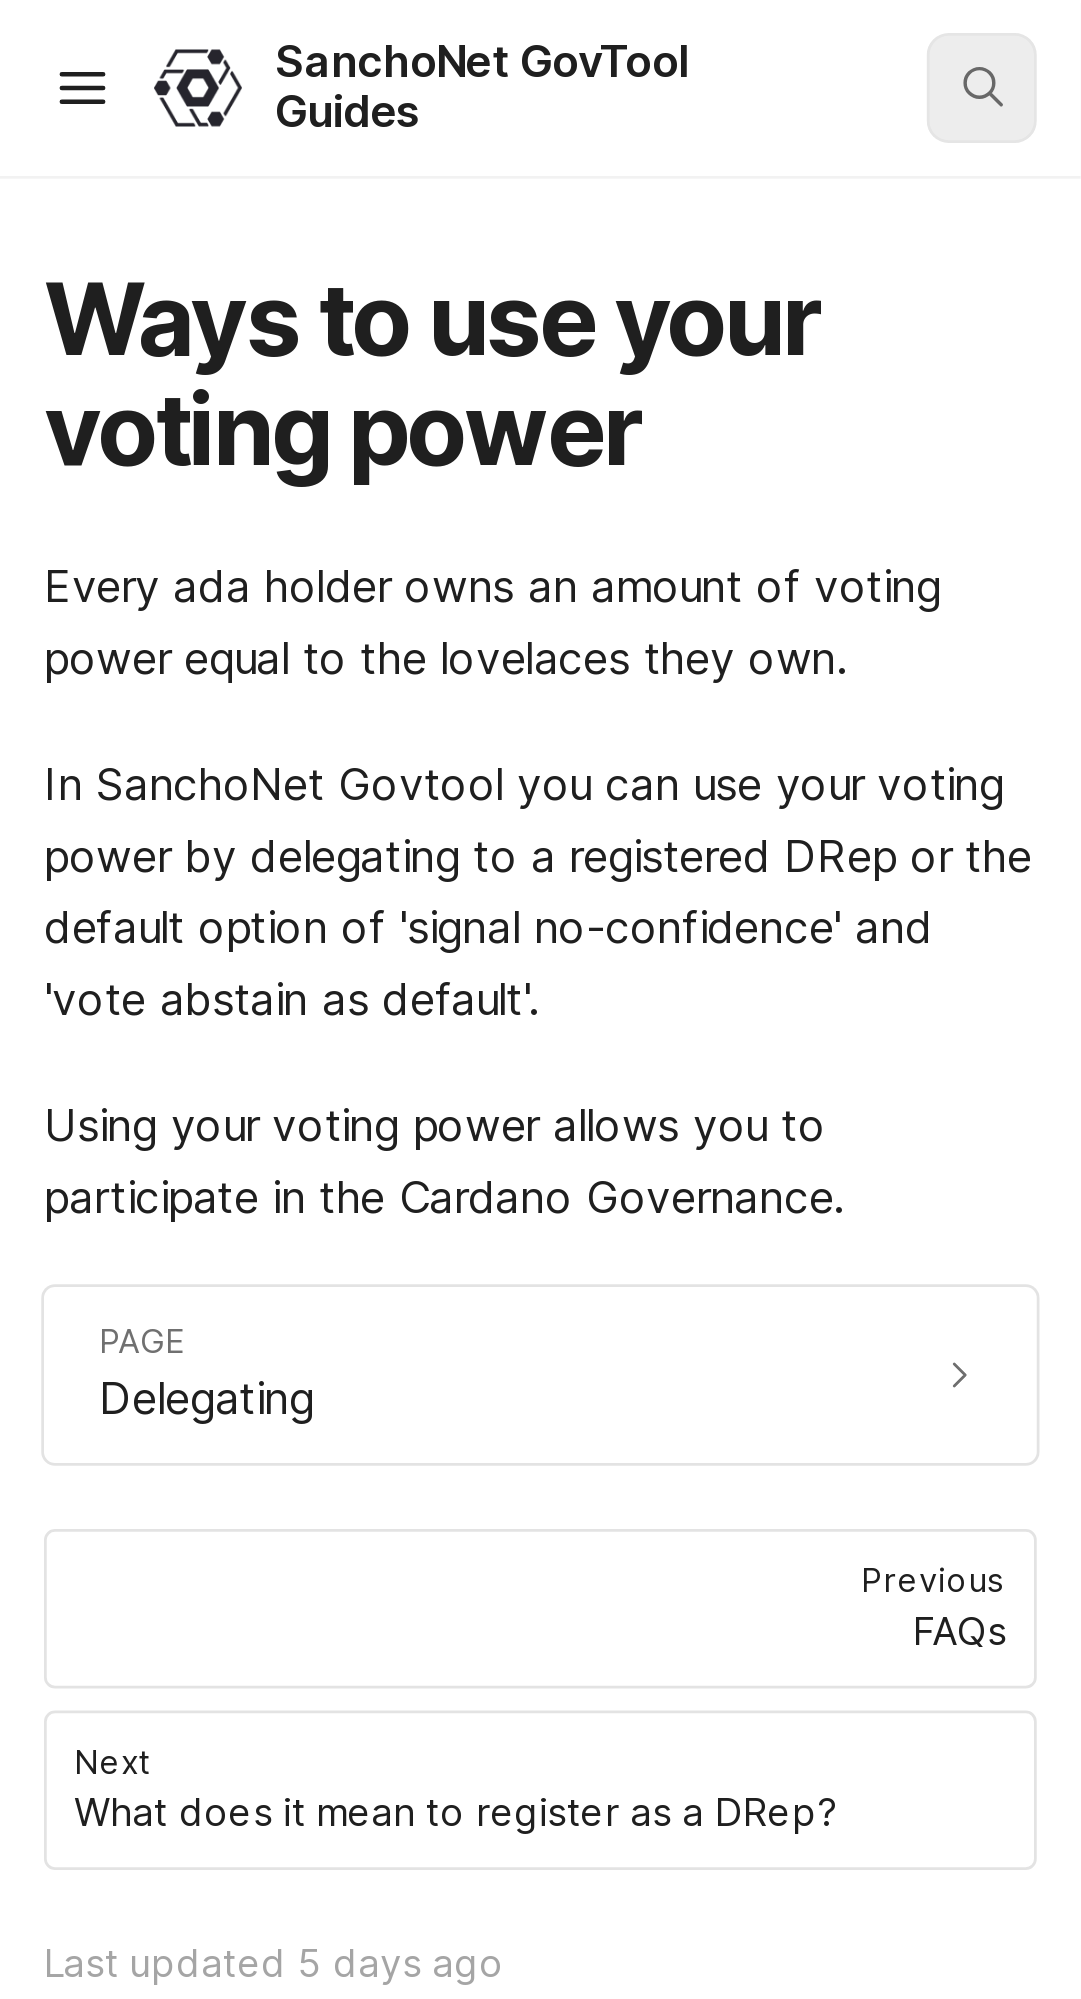 SanchoNet GovTool
Guides
Ways to use your
voting power
Every ada holder owns an amount of voting
power equal to the lovelaces they own.
In SanchoNet Govtool you can use your voting
power by delegating to a registered DRep or the
default option of 'signal no-confidence' and
'vote abstain as default'.
Using your voting power allows you to
participate in the Cardano Governance.
PAGE
Delegating
Previous
FAQs
Next
What does it mean to register as a DRep?
Last updated 5 days ago